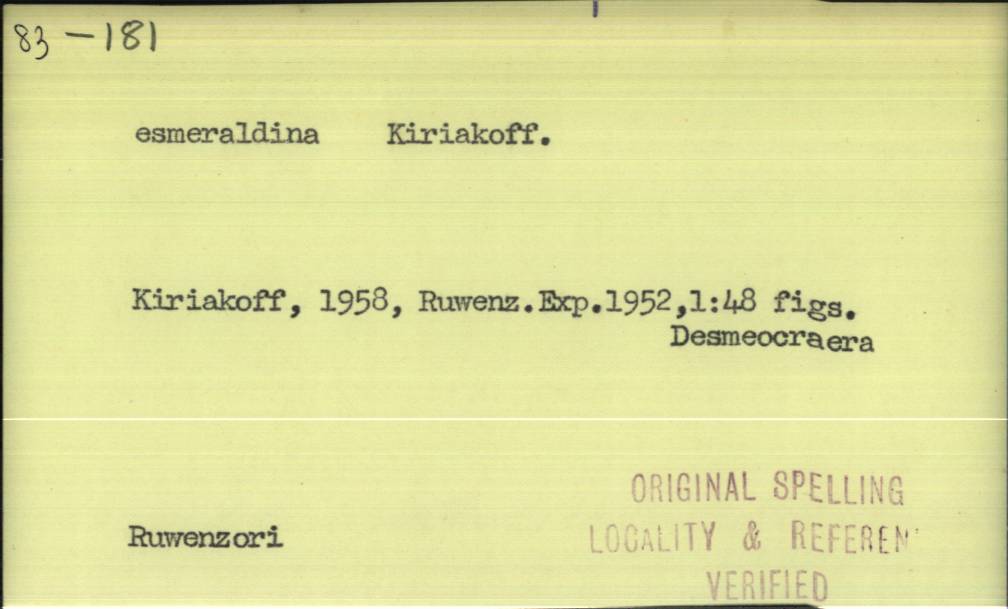 83 - 181
esmeraldina Kiriakoff.
Kiriakoff, 1958, Ruwenz.Exp.1952,1:48 figs.
Desmeocraera
Ruwenzori
ORIGINAL SPELLING
LOCALITY & REFEREN
VERIFIED